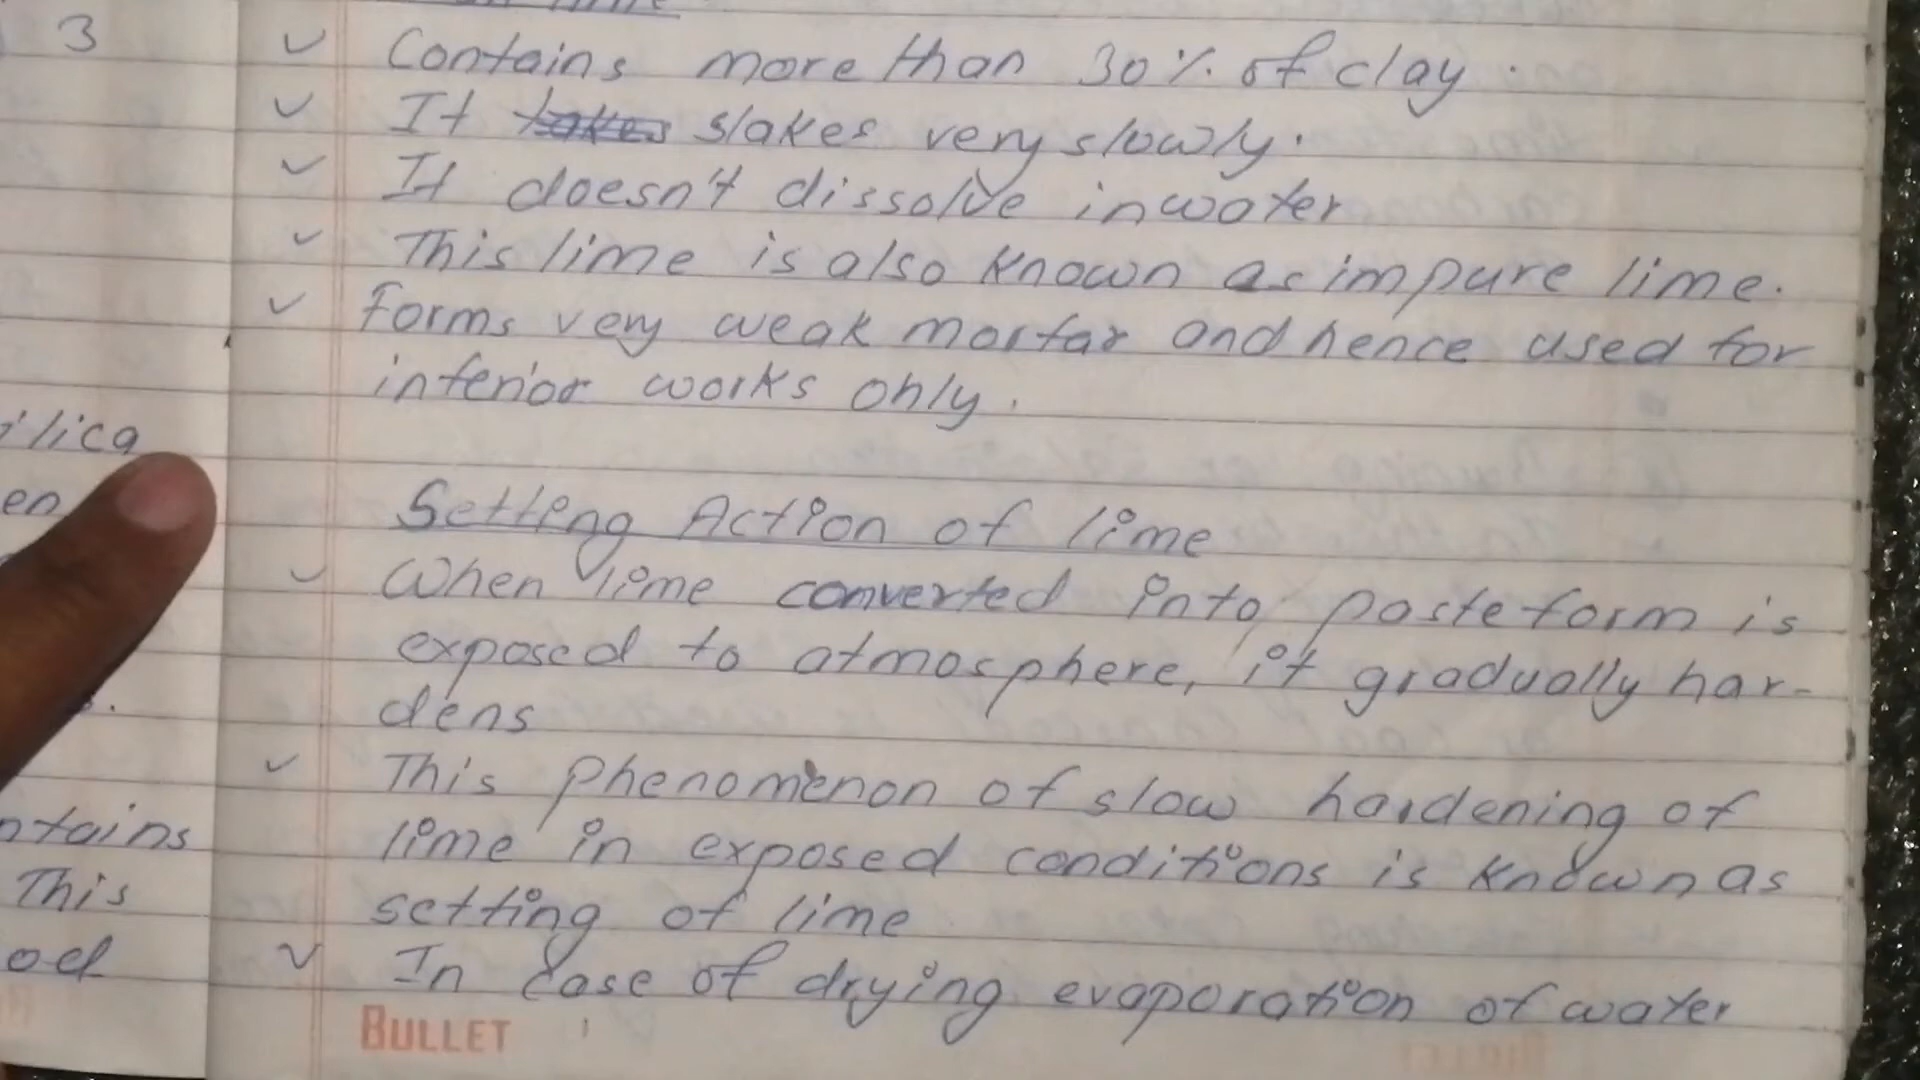 3
Contains more than 30% of clay.
It takes slakes very slowly.
It doesn't dissolve in water
This lime is also known as impure lime.
Forms very weak mortar and hence used for
inferior works only.
ilica
en
Setting Action of lime
When lime converted into paste form is
exposed to atmosphere, it gradually har-
dens
This phenomenon of slow hardening of
lime in exposed conditions is known as
setting of lime
ntains
This
od
In case of drying evaporation of water
BULLET